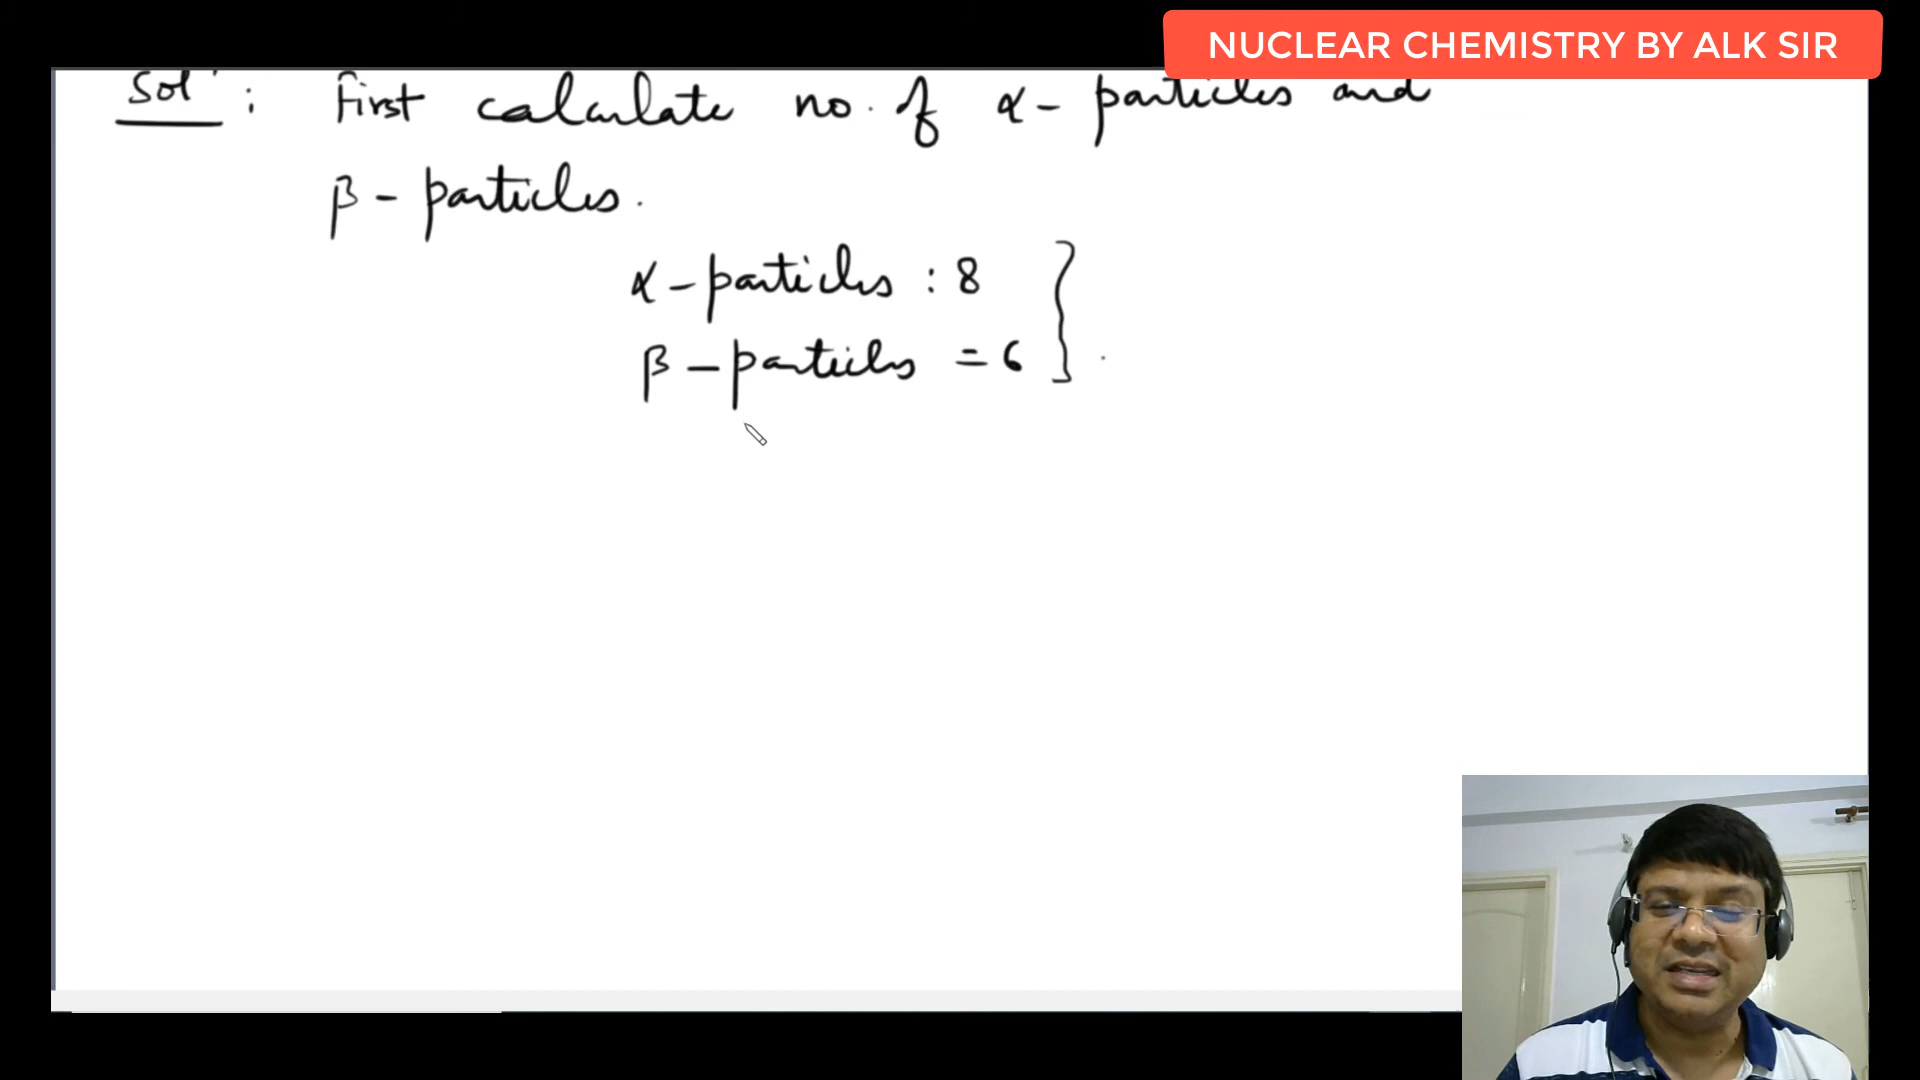 NUCLEAR CHEMISTRY BY ALK SIR
Sol': First calculate no. of α- particles and
β- particles.
α-particles : 8
β-particles = 6